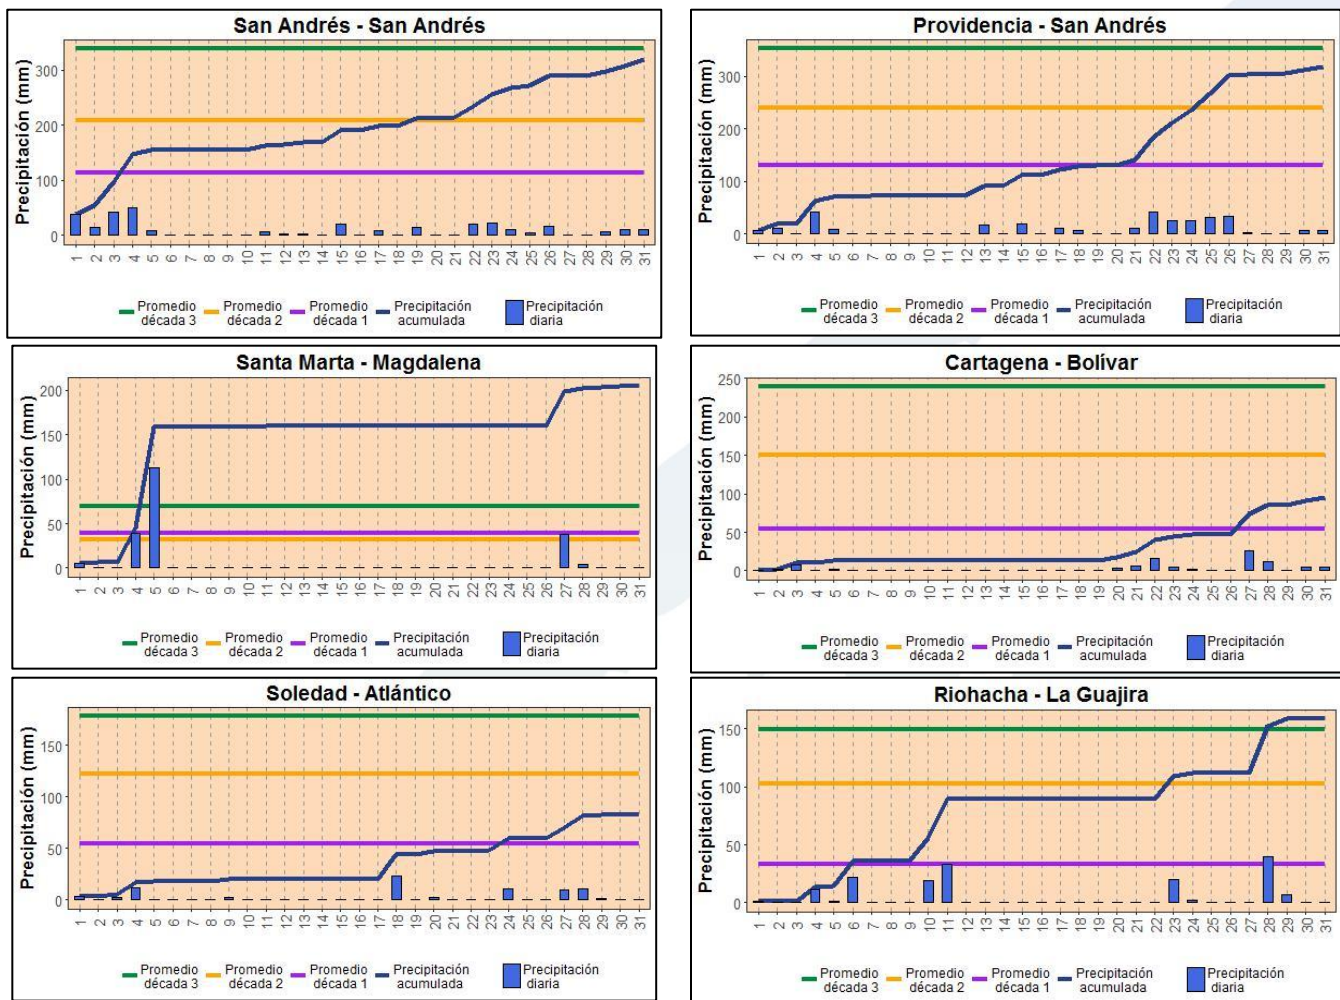 San Andrés - San Andrés
Precipitación (mm)
300
200
100
0
1 2 3 4 5 6 7 8 9 10 11 12 13 14 15 16 17 18 19 20 21 22 23 24 25 26 27 28 29 30 31
Promedio década 3 Promedio década 2 Promedio década 1 Precipitación acumulada Precipitación diaria
Providencia - San Andrés
Precipitación (mm)
300
200
100
0
1 2 3 4 5 6 7 8 9 10 11 12 13 14 15 16 17 18 19 20 21 22 23 24 25 26 27 28 29 30 31
Promedio década 3 Promedio década 2 Promedio década 1 Precipitación acumulada Precipitación diaria
Santa Marta - Magdalena
Precipitación (mm)
200
150
100
50
0
1 2 3 4 5 6 7 8 9 10 11 12 13 14 15 16 17 18 19 20 21 22 23 24 25 26 27 28 29 30 31
Promedio década 3 Promedio década 2 Promedio década 1 Precipitación acumulada Precipitación diaria
Cartagena - Bolívar
Precipitación (mm)
250
200
150
100
50
0
1 2 3 4 5 6 7 8 9 10 11 12 13 14 15 16 17 18 19 20 21 22 23 24 25 26 27 28 29 30 31
Promedio década 3 Promedio década 2 Promedio década 1 Precipitación acumulada Precipitación diaria
Soledad - Atlántico
Precipitación (mm)
150
100
50
0
1 2 3 4 5 6 7 8 9 10 11 12 13 14 15 16 17 18 19 20 21 22 23 24 25 26 27 28 29 30 31
Promedio década 3 Promedio década 2 Promedio década 1 Precipitación acumulada Precipitación diaria
Riohacha - La Guajira
Precipitación (mm)
150
100
50
0
1 2 3 4 5 6 7 8 9 10 11 12 13 14 15 16 17 18 19 20 21 22 23 24 25 26 27 28 29 30 31
Promedio década 3 Promedio década 2 Promedio década 1 Precipitación acumulada Precipitación diaria